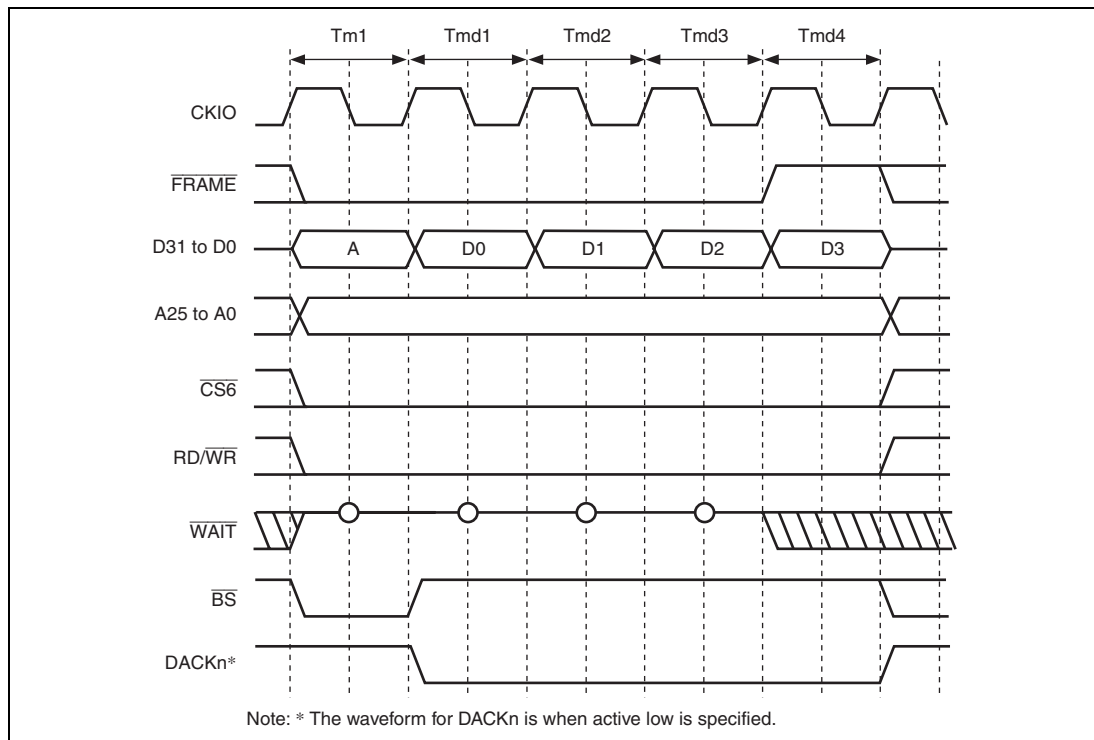 Tm1 Tmd1 Tmd2 Tmd3 Tmd4
CKIO
FRAME
D31 to D0 A D0 D1 D2 D3
A25 to A0
CS6
RD/WR
WAIT
BS
DACKn*
Note: * The waveform for DACKn is when active low is specified.